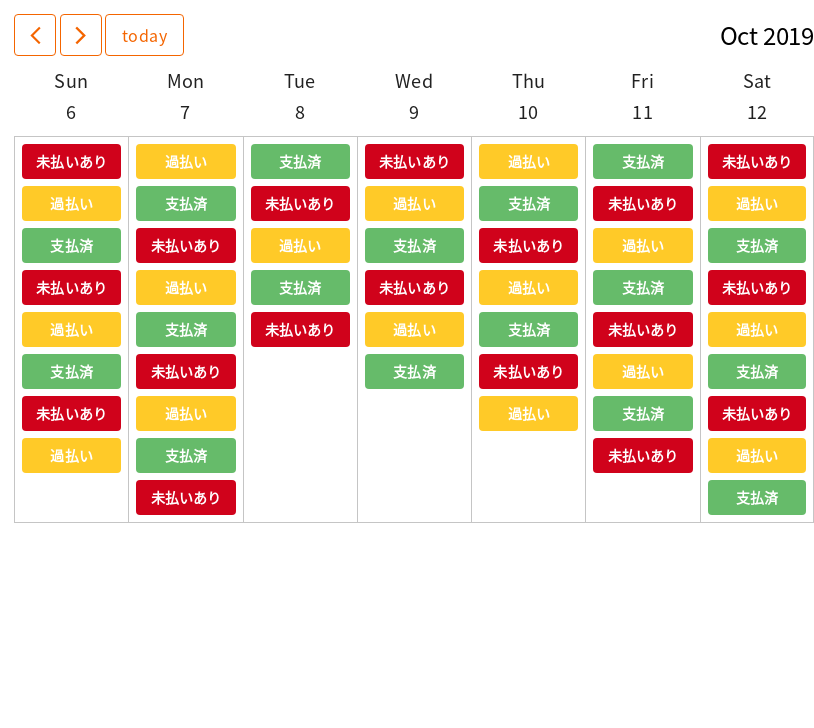 today
Oct 2019
Sun Mon Tue Wed Thu Fri Sat
6 7 8 9 10 11 12
未払いあり 過払い 支払済 未払いあり 過払い 支払済 未払いあり
過払い 支払済 未払いあり 過払い 支払済 未払いあり 過払い
支払済 未払いあり 過払い 支払済 未払いあり 過払い 支払済
未払いあり 過払い 支払済 未払いあり 過払い 支払済 未払いあり
過払い 支払済 未払いあり 過払い 支払済 未払いあり 過払い
支払済 未払いあり 支払済 未払いあり 過払い 支払済
未払いあり 過払い 過払い 支払済 未払いあり
過払い 支払済 未払いあり 過払い
未払いあり 支払済